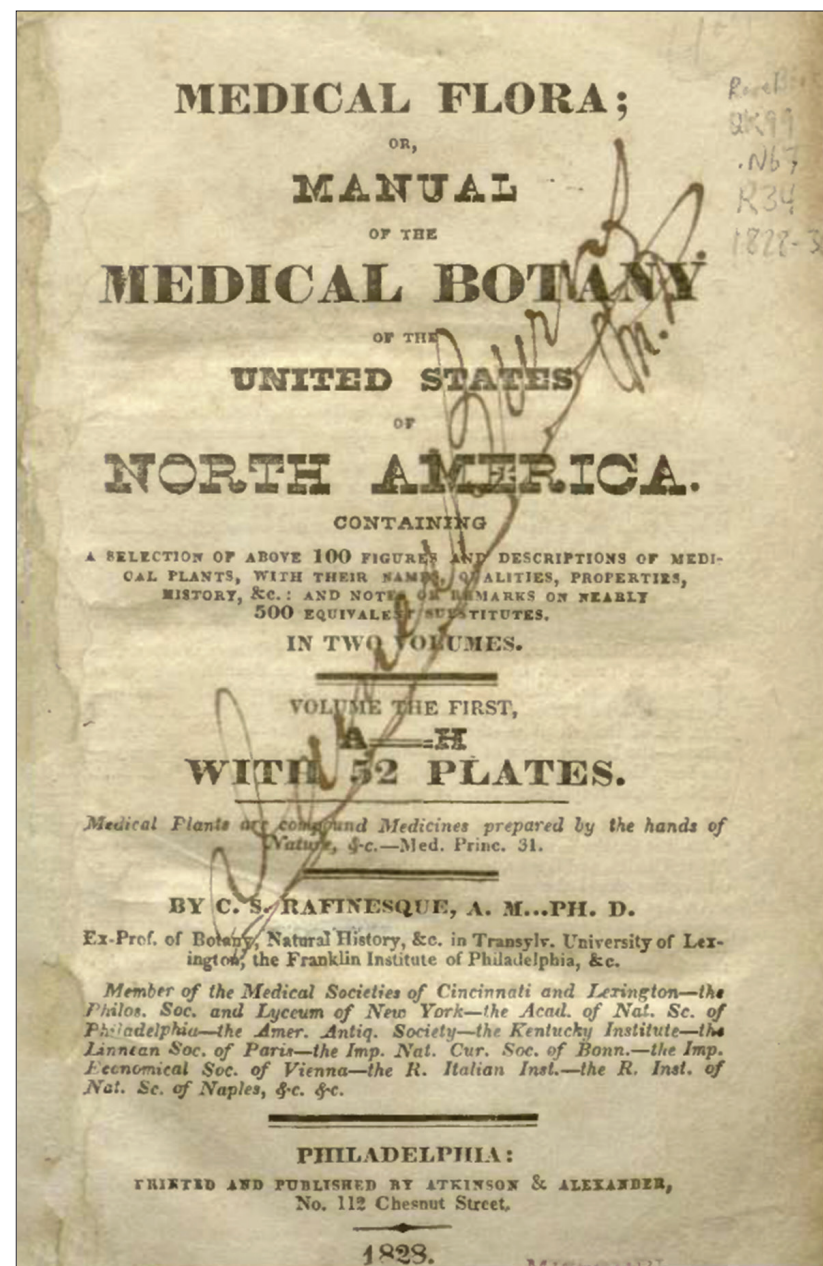 MEDICAL FLORA;
OR,
MANUAL
OF THE
MEDICAL BOTANY
OF THE
UNITED STATES
OF
NORTH AMERICA.
CONTAINING
A SELECTION OF ABOVE 100 FIGURES AND DESCRIPTIONS OF MEDI-
CAL PLANTS, WITH THEIR NAMES, QUALITIES, PROPERTIES,
HISTORY, &c.: AND NOTES OR REMARKS ON NEARLY
500 EQUIVALENT SUBSTITUTES.
IN TWO VOLUMES.
VOLUME THE FIRST,
A——H
WITH 52 PLATES.
Medical Plants are compound Medicines prepared by the hands of
Nature, &c.—Med. Princ. 31.
BY C. S. RAFINESQUE, A. M...PH. D.
Ex-Prof. of Botany, Natural History, &c. in Transylv. University of Lex-
ington, the Franklin Institute of Philadelphia, &c.
Member of the Medical Societies of Cincinnati and Lexington—the
Philos. Soc. and Lyceum of New York—the Acad. of Nat. Sc. of
Philadelphia—the Amer. Antiq. Society—the Kentucky Institute—the
Linnean Soc. of Paris—the Imp. Nat. Cur. Soc. of Bonn.—the Imp.
Economical Soc. of Vienna—the R. Italian Inst.—the R. Inst. of
Nat. Sc. of Naples, &c. &c.
PHILADELPHIA:
PRINTED AND PUBLISHED BY ATKINSON & ALEXANDER,
No. 112 Chesnut Street.
1828.
QK99
.N67
R34
1828-3
M.D.